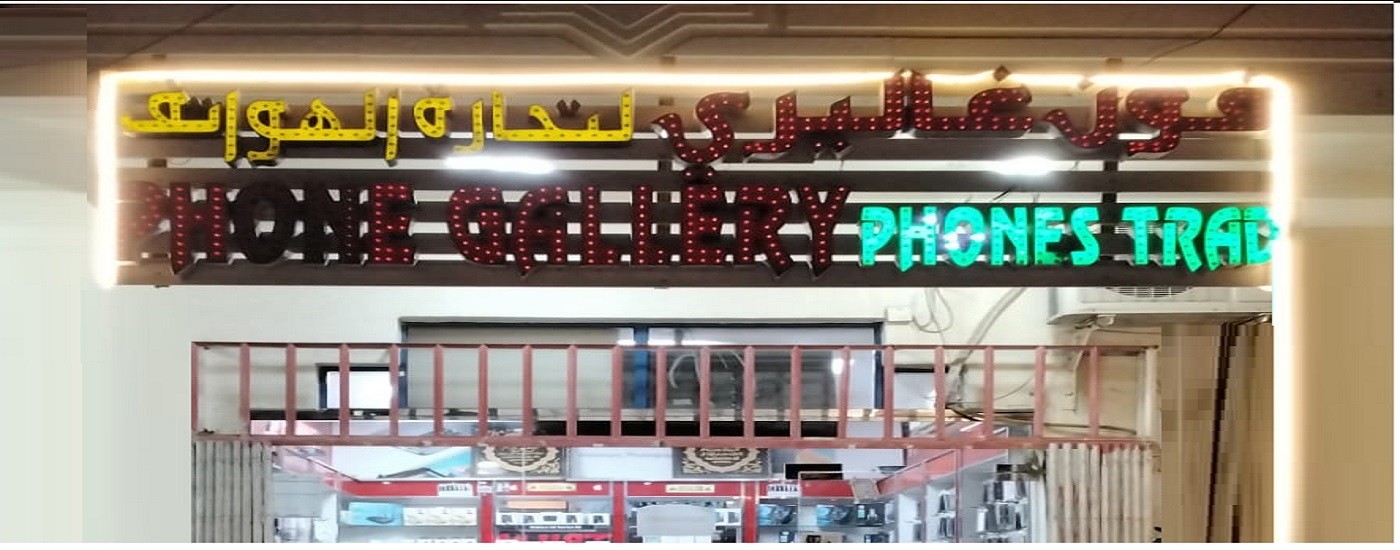 فون غاليري لتجارة الهواتف
PHONE GALLERY PHONES TRAD